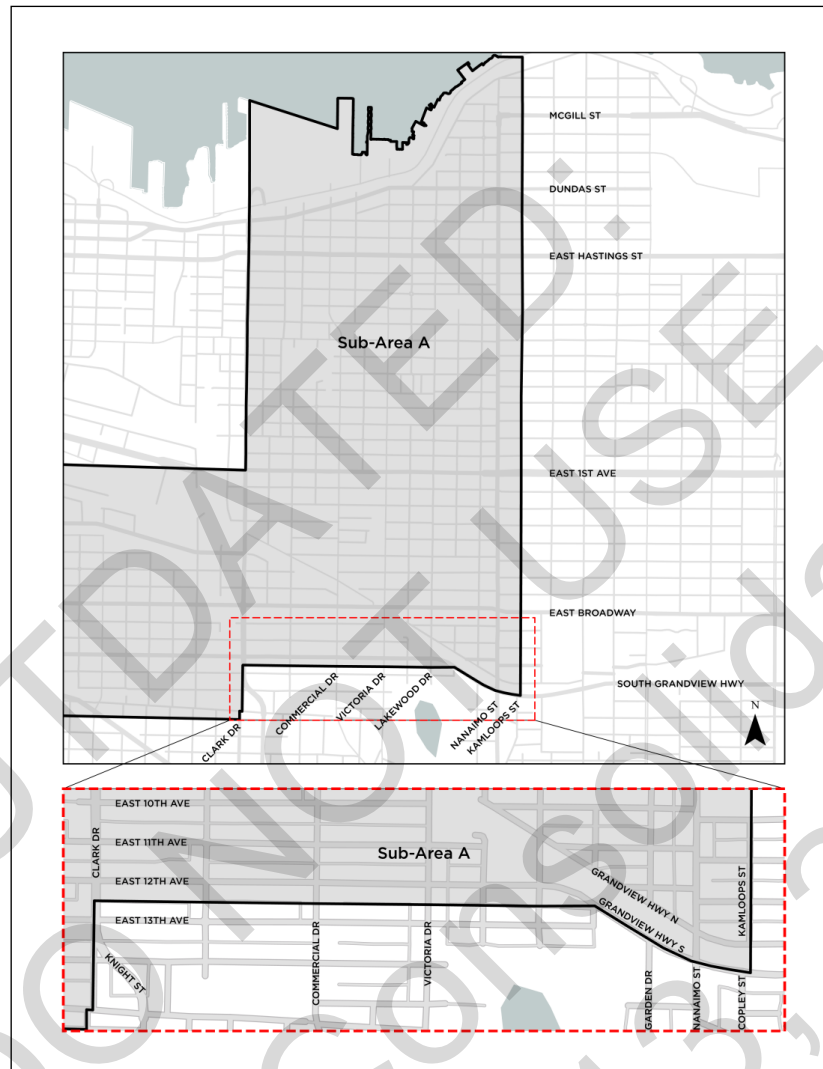 MCGILL ST
DUNDAS ST
EAST HASTINGS ST
Sub-Area A
EAST 1ST AVE
EAST BROADWAY
SOUTH GRANDVIEW HWY
N
CLARK DR
COMMERCIAL DR
VICTORIA DR
LAKEWOOD DR
NANAIMO ST
KAMLOOPS ST
EAST 10TH AVE
CLARK DR
EAST 11TH AVE
Sub-Area A
EAST 12TH AVE
GRANDVIEW HWY N
KAMLOOPS ST
EAST 13TH AVE
GRANDVIEW HWY S
KNIGHT ST
COMMERCIAL DR
VICTORIA DR
GARDEN DR
NANAIMO ST
COPLEY ST
DATED:
NOT USE